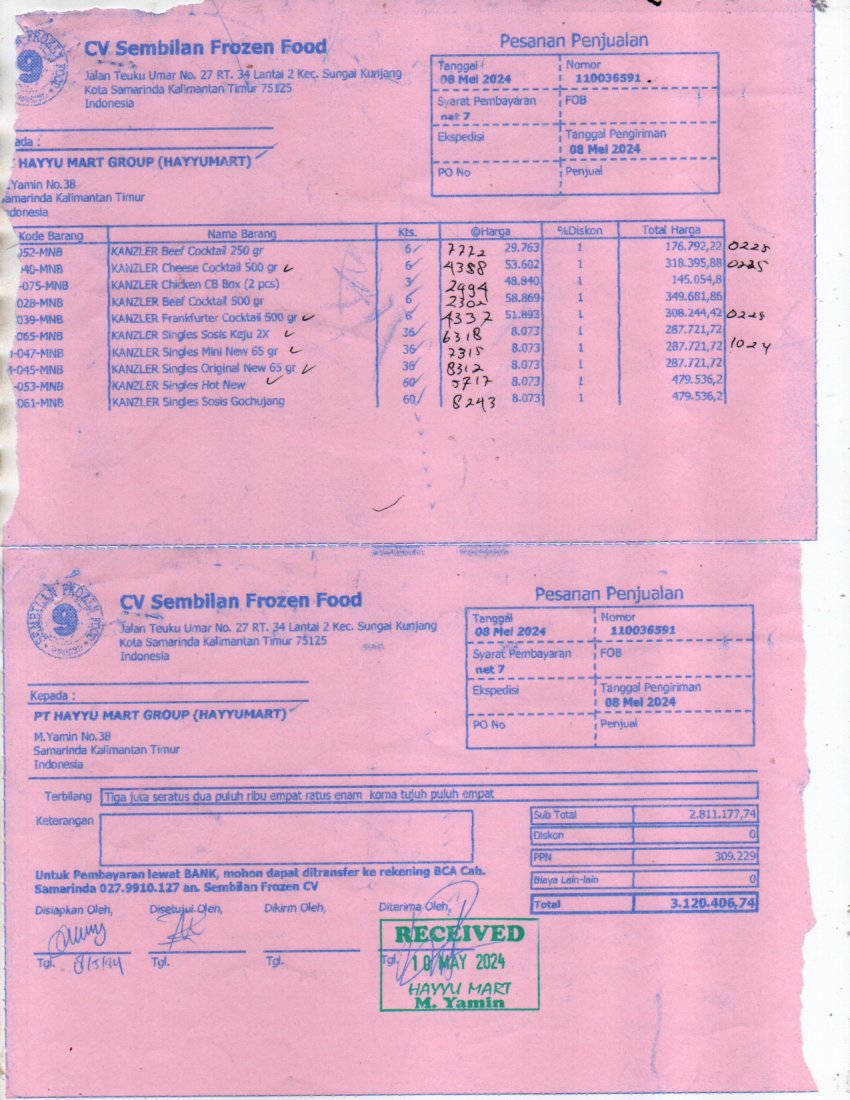 CV Sembilan Frozen Food
Pesanan Penjualan
Jalan Teuku Umar No. 27 RT. 34 Lantai 2 Kec. Sungai Kunjang
Kota Samarinda Kalimantan Timur 75125
Indonesia
Tanggal
08 Mei 2024
Nomor
110036591
Syarat Pembayaran
net 7
FOB
Ekspedisi
Tanggal Pengiriman
08 Mei 2024
PO No
Penjual
ada :
HAYYU MART GROUP (HAYYUMART)
M.Yamin No.38
amarinda Kalimantan Timur
ndonesia
Kode Barang Nama Barang Kts. @Harga %Diskon Total Harga
052-MNB KANZLER Beef Cocktail 250 gr 6 7772 29.763 1 176.792,22 0225
040-MNB KANZLER Cheese Cocktail 500 gr 6 4358 53.602 1 318.395,88 0225
-075-MNB KANZLER Chicken CB Box (2 pcs) 3 2494 48.840 1 145.054,8
-028-MNB KANZLER Beef Cocktail 500 gr 6 2302 58.869 1 349.681,86
-039-MNB KANZLER Frankfurter Cocktail 500 gr 6 4337 51.893 1 308.244,42 0225
-065-MNB KANZLER Singles Sosis Keju 2X 36 6318 8.073 1 287.721,72
-047-MNB KANZLER Singles Mini New 65 gr 36 2315 8.073 1 287.721,72 1024
-045-MNB KANZLER Singles Original New 65 gr 36 8312 8.073 1 287.721,72
-053-MNB KANZLER Singles Hot New 60 5717 8.073 1 479.536,2
-061-MNB KANZLER Singles Sosis Gochujang 60 8243 8.073 1 479.536,2
SEMBILAN FROZEN FOOD
9
CV Sembilan Frozen Food
Pesanan Penjualan
Jalan Teuku Umar No. 27 RT. 34 Lantai 2 Kec. Sungai Kunjang
Kota Samarinda Kalimantan Timur 75125
Indonesia
Tanggal
08 Mei 2024
Nomor
110036591
Syarat Pembayaran
net 7
FOB
Ekspedisi
Tanggal Pengiriman
08 Mei 2024
PO No
Penjual
Kepada :
PT HAYYU MART GROUP (HAYYUMART)
M.Yamin No.38
Samarinda Kalimantan Timur
Indonesia
Terbilang Tiga juta seratus dua puluh ribu empat ratus enam koma tujuh puluh empat
Keterangan
Sub Total 2.811.177,74
Diskon 0
PPN 309.229
Biaya Lain-lain 0
Total 3.120.406,74
Untuk Pembayaran lewat BANK, mohon dapat ditransfer ke rekening BCA Cab.
Samarinda 027.9910.127 an. Sembilan Frozen CV
Disiapkan Oleh, Disetujui Oleh, Dikirm Oleh, Diterima Oleh,
Tgl. 8/5/24 Tgl. Tgl. Tgl.
RECEIVED
10 MAY 2024
HAYYU MART
M. Yamin